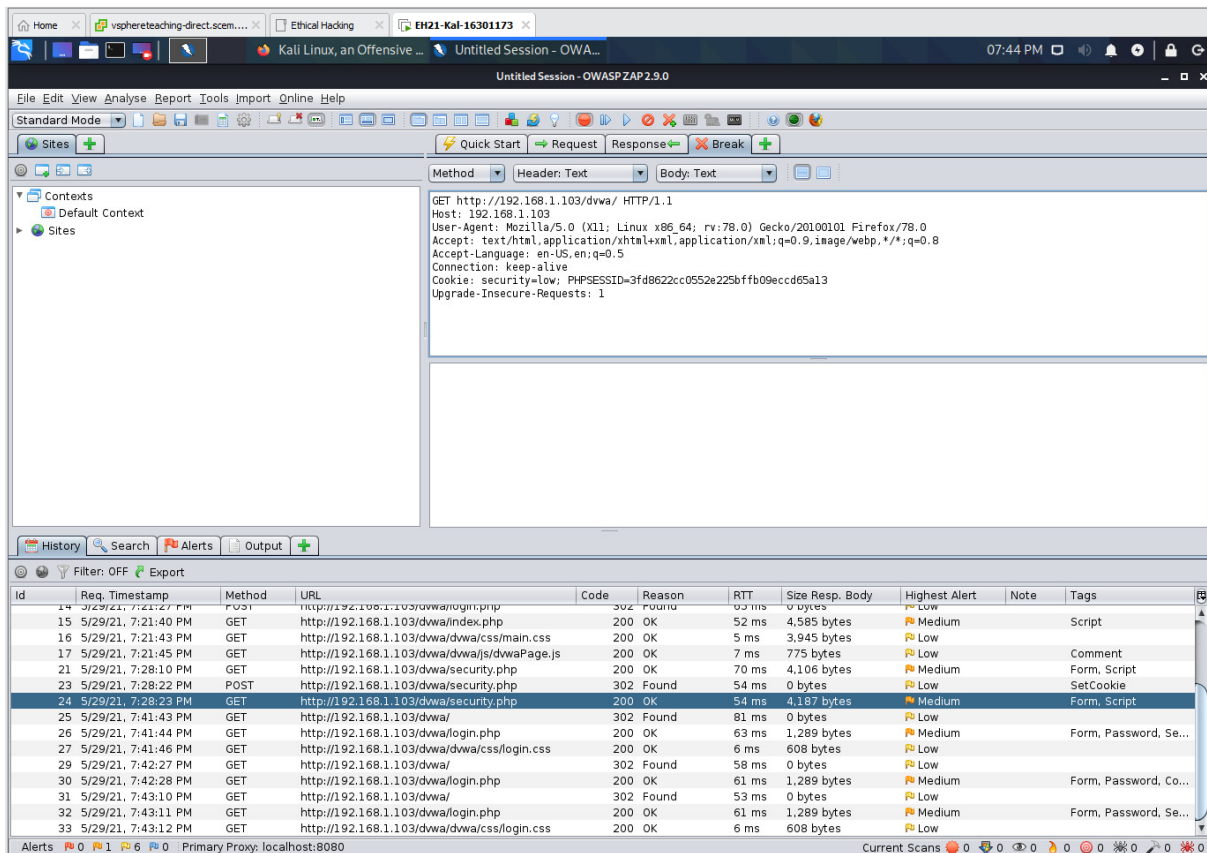 Home vsphereteaching-direct.scem.... Ethical Hacking EH21-Kal-16301173
Kali Linux, an Offensive ... Untitled Session - OWA... 07:44 PM
Untitled Session - OWASP ZAP 2.9.0
File Edit View Analyse Report Tools Import Online Help
Standard Mode
Sites Quick Start Request Response Break
Method Header: Text Body: Text
Contexts
Default Context
Sites
GET http://192.168.1.103/dvwa/ HTTP/1.1
Host: 192.168.1.103
User-Agent: Mozilla/5.0 (X11; Linux x86_64; rv:78.0) Gecko/20100101 Firefox/78.0
Accept: text/html,application/xhtml+xml,application/xml;q=0.9,image/webp,*/*;q=0.8
Accept-Language: en-US,en;q=0.5
Connection: keep-alive
Cookie: security=low; PHPSESSID=3fd8622cc0552e225bffb09eccd65a13
Upgrade-Insecure-Requests: 1
History Search Alerts Output
Filter: OFF Export
Id Req. Timestamp Method URL Code Reason RTT Size Resp. Body Highest Alert Note Tags
14 5/29/21, 7:21:27 PM POST http://192.168.1.103/dvwa/login.php 302 Found 63 ms 0 bytes Low
15 5/29/21, 7:21:40 PM GET http://192.168.1.103/dvwa/index.php 200 OK 52 ms 4,585 bytes Medium Script
16 5/29/21, 7:21:43 PM GET http://192.168.1.103/dvwa/dvwa/css/main.css 200 OK 5 ms 3,945 bytes Low
17 5/29/21, 7:21:45 PM GET http://192.168.1.103/dvwa/dvwa/js/dvwaPage.js 200 OK 7 ms 775 bytes Low Comment
21 5/29/21, 7:28:10 PM GET http://192.168.1.103/dvwa/security.php 200 OK 70 ms 4,106 bytes Medium Form, Script
23 5/29/21, 7:28:22 PM POST http://192.168.1.103/dvwa/security.php 302 Found 54 ms 0 bytes Low SetCookie
24 5/29/21, 7:28:23 PM GET http://192.168.1.103/dvwa/security.php 200 OK 54 ms 4,187 bytes Medium Form, Script
25 5/29/21, 7:41:43 PM GET http://192.168.1.103/dvwa/ 302 Found 81 ms 0 bytes Low
26 5/29/21, 7:41:44 PM GET http://192.168.1.103/dvwa/login.php 200 OK 63 ms 1,289 bytes Medium Form, Password, Se...
27 5/29/21, 7:41:46 PM GET http://192.168.1.103/dvwa/dvwa/css/login.css 200 OK 6 ms 608 bytes Low
29 5/29/21, 7:42:27 PM GET http://192.168.1.103/dvwa/ 302 Found 58 ms 0 bytes Low
30 5/29/21, 7:42:28 PM GET http://192.168.1.103/dvwa/login.php 200 OK 61 ms 1,289 bytes Medium Form, Password, Co...
31 5/29/21, 7:43:10 PM GET http://192.168.1.103/dvwa/ 302 Found 53 ms 0 bytes Low
32 5/29/21, 7:43:11 PM GET http://192.168.1.103/dvwa/login.php 200 OK 61 ms 1,289 bytes Medium Form, Password, Se...
33 5/29/21, 7:43:12 PM GET http://192.168.1.103/dvwa/dvwa/css/login.css 200 OK 6 ms 608 bytes Low
Alerts 0 1 6 0 Primary Proxy: localhost:8080 Current Scans 0 0 0 0 0 0 0 0